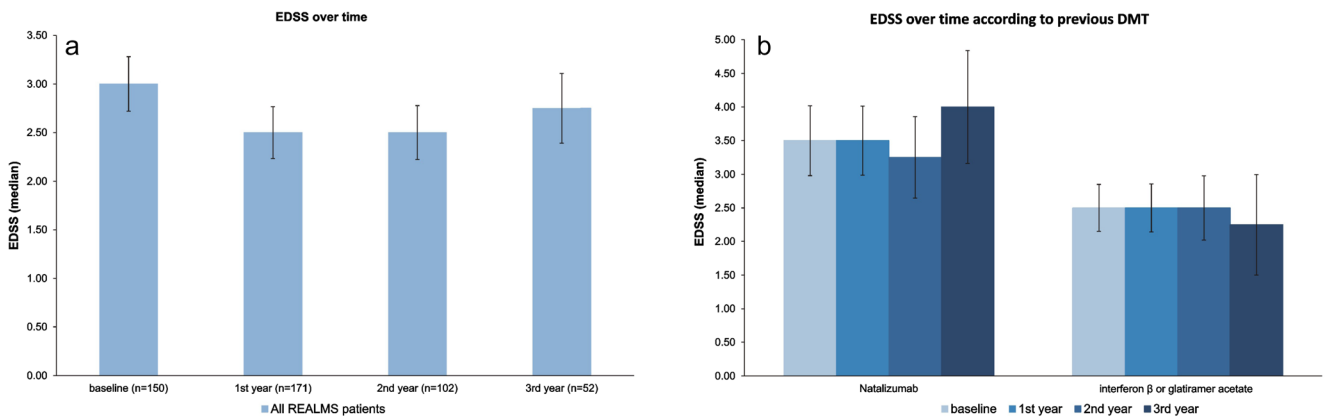 EDSS over time
a
EDSS (median)
3.50
3.00
2.50
2.00
1.50
1.00
0.50
0.00
baseline (n=150)
1st year (n=171)
2nd year (n=102)
3rd year (n=52)
All REALMS patients
EDSS over time according to previous DMT
b
EDSS (median)
5.00
4.50
4.00
3.50
3.00
2.50
2.00
1.50
1.00
0.50
0.00
Natalizumab
interferon β or glatiramer acetate
baseline
1st year
2nd year
3rd year